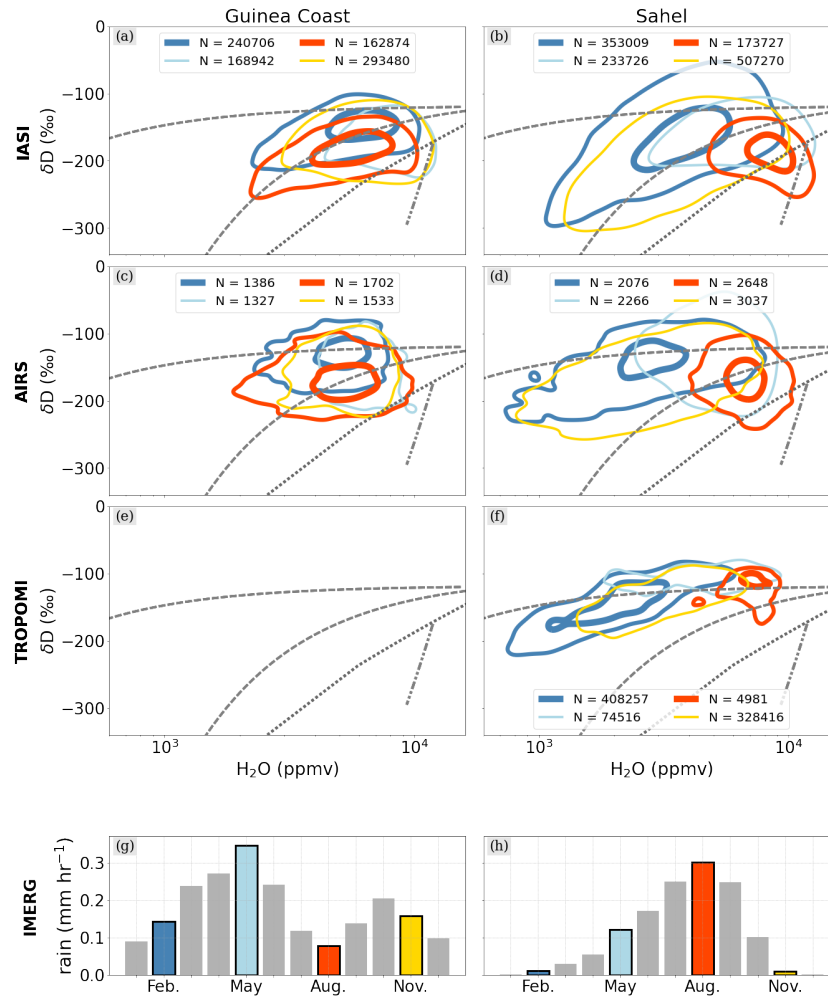 Guinea Coast
Sahel
(a)
N = 240706
N = 162874
N = 168942
N = 293480
(b)
N = 353009
N = 173727
N = 233726
N = 507270
0
−100
−200
−300
IASI
δD (‰)
(c)
N = 1386
N = 1702
N = 1327
N = 1533
(d)
N = 2076
N = 2648
N = 2266
N = 3037
0
−100
−200
−300
AIRS
δD (‰)
(e)
(f)
N = 408257
N = 4981
N = 74516
N = 328416
0
−100
−200
−300
TROPOMI
δD (‰)
10³
10⁴
10³
10⁴
H₂O (ppmv)
H₂O (ppmv)
(g)
(h)
0.3
0.2
0.1
0.0
IMERG
rain (mm hr⁻¹)
Feb.
May
Aug.
Nov.
Feb.
May
Aug.
Nov.